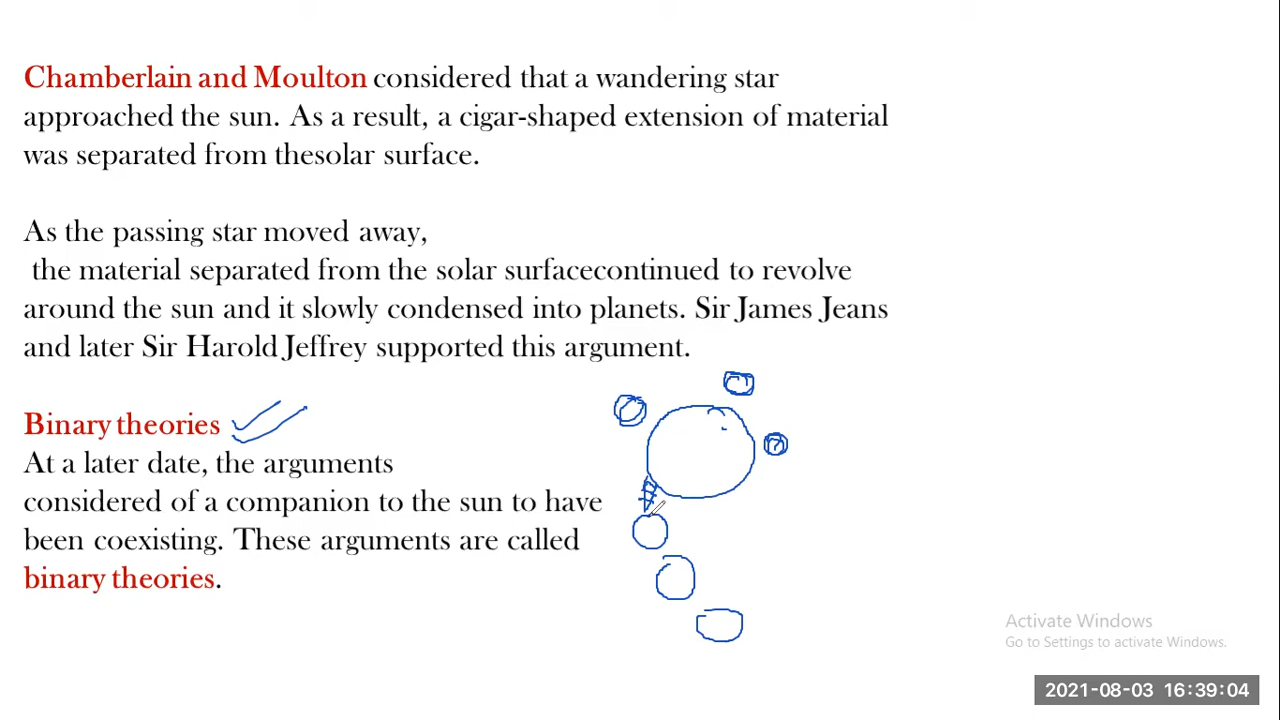 Chamberlain and Moulton considered that a wandering star
approached the sun. As a result, a cigar-shaped extension of material
was separated from thesolar surface.
As the passing star moved away,
the material separated from the solar surfacecontinued to revolve
around the sun and it slowly condensed into planets. Sir James Jeans
and later Sir Harold Jeffrey supported this argument.
Binary theories
At a later date, the arguments
considered of a companion to the sun to have
been coexisting. These arguments are called
binary theories.
Activate Windows
Go to Settings to activate Windows.
2021-08-03 16:39:04